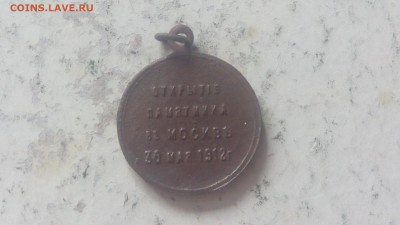 COINS.LAVE.RU
ОТКРЫТІЕ
ПАМЯТНИКА
ВЪ МОСКВѢ
30 МАЯ 1912г